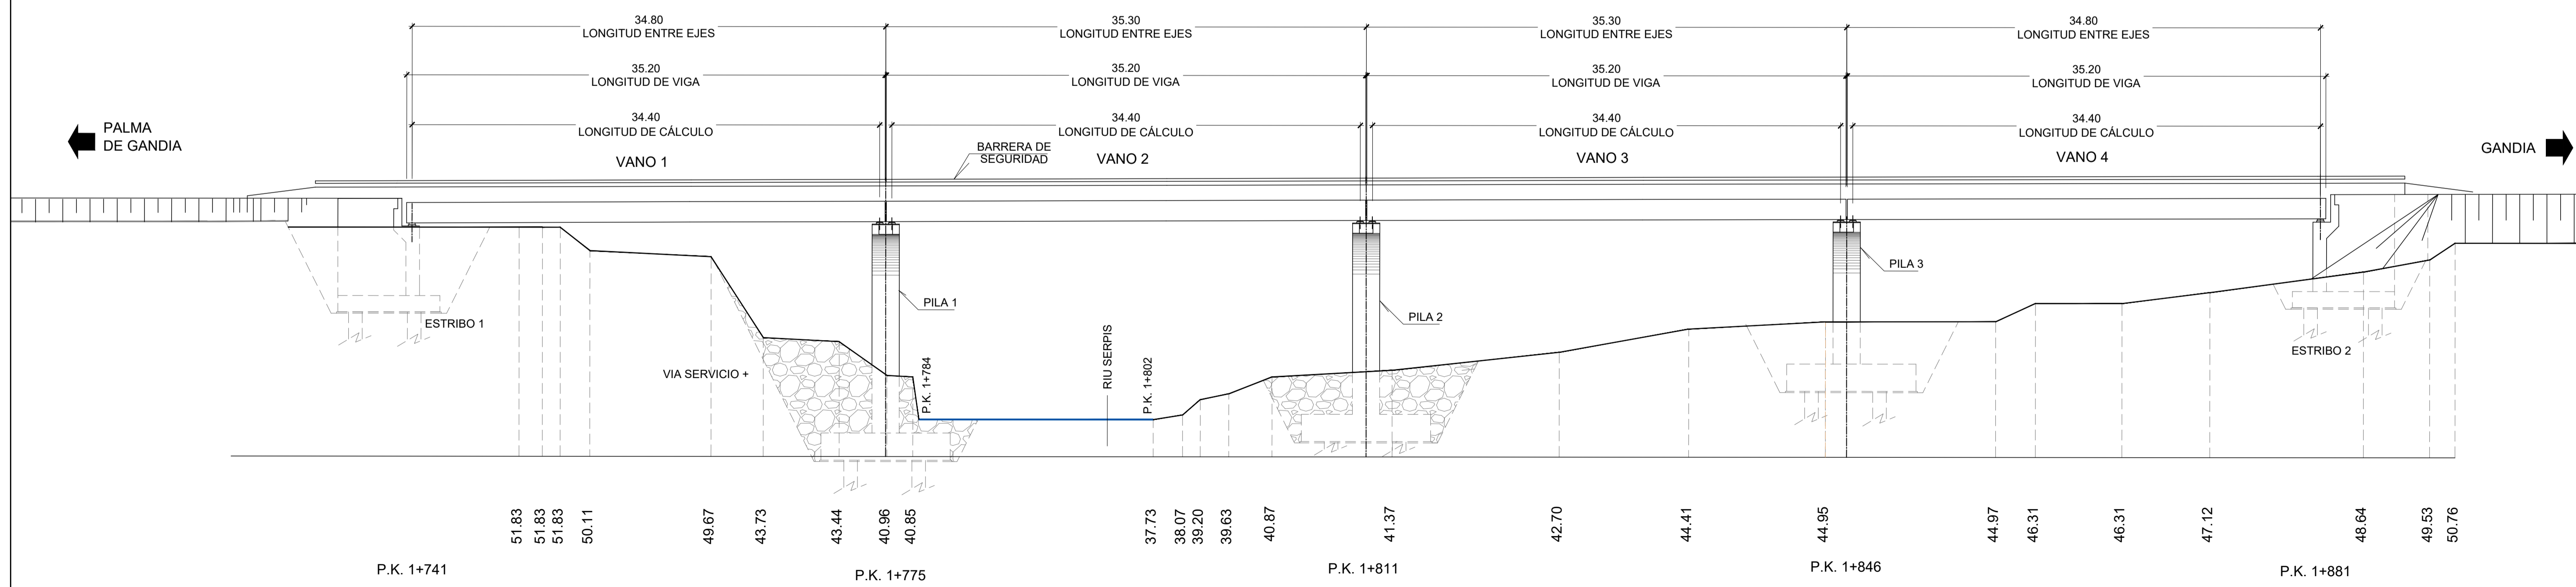 34.80
LONGITUD ENTRE EJES
35.30
LONGITUD ENTRE EJES
35.30
LONGITUD ENTRE EJES
34.80
LONGITUD ENTRE EJES
35.20
LONGITUD DE VIGA
35.20
LONGITUD DE VIGA
35.20
LONGITUD DE VIGA
35.20
LONGITUD DE VIGA
34.40
LONGITUD DE CÁLCULO
34.40
LONGITUD DE CÁLCULO
34.40
LONGITUD DE CÁLCULO
34.40
LONGITUD DE CÁLCULO
PALMA
DE GANDIA
GANDIA
VANO 1
BARRERA DE
SEGURIDAD
VANO 2
VANO 3
VANO 4
PILA 1
PILA 2
PILA 3
ESTRIBO 1
ESTRIBO 2
VIA SERVICIO +
P.K. 1+784
RIU SERPIS
P.K. 1+802
51.83
51.83
51.83
50.11
49.67
43.73
43.44
40.96
40.85
37.73
38.07
39.20
39.63
40.87
41.37
42.70
44.41
44.95
44.97
46.31
46.31
47.12
48.64
49.53
50.76
P.K. 1+741
P.K. 1+775
P.K. 1+811
P.K. 1+846
P.K. 1+881